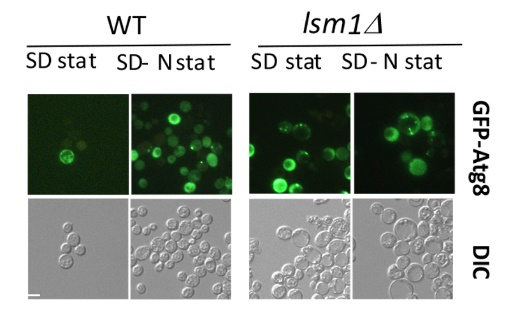 WT lsm1Δ
SD stat SD- N stat SD stat SD- N stat
GFP-Atg8
DIC